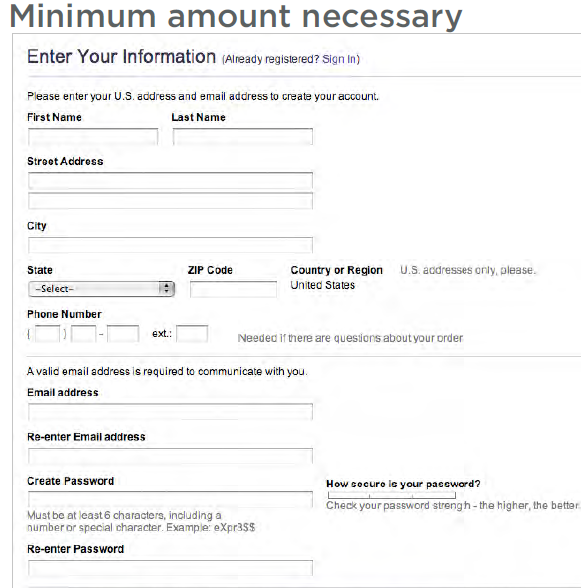 Minimum amount necessary
Enter Your Information (Already registered? Sign In)
Please enter your U.S. address and email address to create your account.
First Name Last Name
Street Address
City
State ZIP Code Country or Region U.S. addresses only, please.
–Select– United States
Phone Number
( ) - ext.: Needed if there are questions about your order
A valid email address is required to communicate with you.
Email address
Re-enter Email address
Create Password How secure is your password?
Must be at least 6 characters, including a Check your password strengh - the higher, the better.
number or special character. Example: eXpr3$$
Re-enter Password